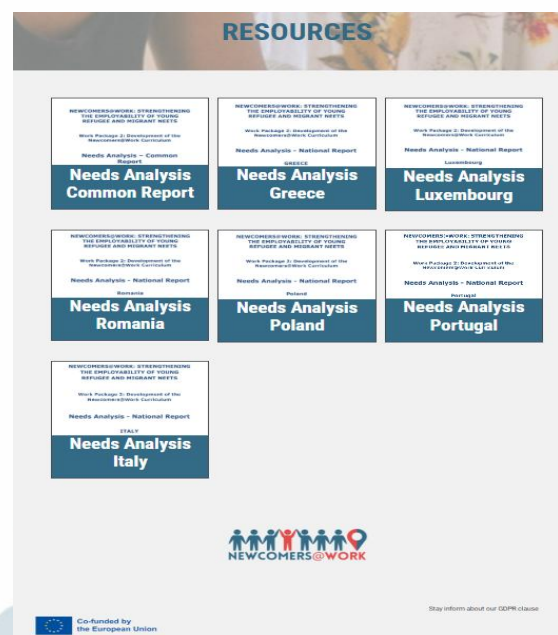 RESOURCES
NEWCOMERS@WORK: STRENGTHENING
THE EMPLOYABILITY OF YOUNG
REFUGEE AND MIGRANT NEETS
Work Package 2: Development of the
Newcomers@Work Curriculum
Needs Analysis – Common
Report
Needs Analysis
Common Report
NEWCOMERS@WORK: STRENGTHENING
THE EMPLOYABILITY OF YOUNG
REFUGEE AND MIGRANT NEETS
Work Package 2: Development of the
Newcomers@Work Curriculum
Needs Analysis - National Report
GREECE
Needs Analysis
Greece
NEWCOMERS@WORK: STRENGTHENING
THE EMPLOYABILITY OF YOUNG
REFUGEE AND MIGRANT NEETS
Work Package 2: Development of the
Newcomers@Work Curriculum
Needs Analysis - National Report
Luxembourg
Needs Analysis
Luxembourg
NEWCOMERS@WORK: STRENGTHENING
THE EMPLOYABILITY OF YOUNG
REFUGEE AND MIGRANT NEETS
Work Package 2: Development of the
Newcomers@Work Curriculum
Needs Analysis - National Report
Romania
Needs Analysis
Romania
NEWCOMERS@WORK: STRENGTHENING
THE EMPLOYABILITY OF YOUNG
REFUGEE AND MIGRANT NEETS
Work Package 2: Development of the
Newcomers@Work Curriculum
Needs Analysis - National Report
Poland
Needs Analysis
Poland
NEWCOMERS@WORK: STRENGTHENING
THE EMPLOYABILITY OF YOUNG
REFUGEE AND MIGRANT NEETS
Work Package 2: Development of the
Newcomers@Work Curriculum
Needs Analysis - National Report
Portugal
Needs Analysis
Portugal
NEWCOMERS@WORK: STRENGTHENING
THE EMPLOYABILITY OF YOUNG
REFUGEE AND MIGRANT NEETS
Work Package 2: Development of the
Newcomers@Work Curriculum
Needs Analysis - National Report
ITALY
Needs Analysis
Italy
NEWCOMERS@WORK
Stay inform about our GDPR clause
Co-funded by
the European Union